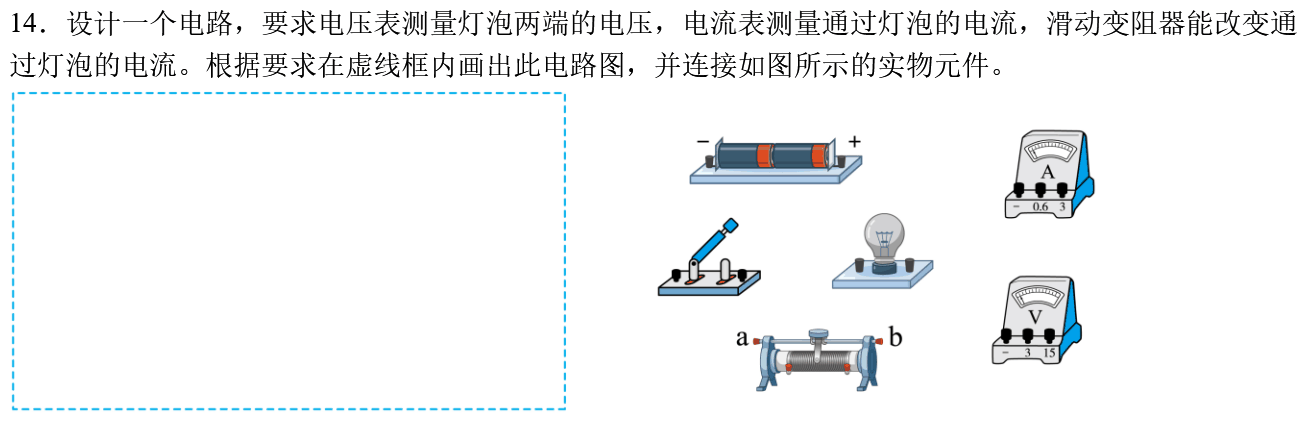 14．设计一个电路，要求电压表测量灯泡两端的电压，电流表测量通过灯泡的电流，滑动变阻器能改变通
过灯泡的电流。根据要求在虚线框内画出此电路图，并连接如图所示的实物元件。
− +
A
− 0.6 3
V
− 3 15
a b